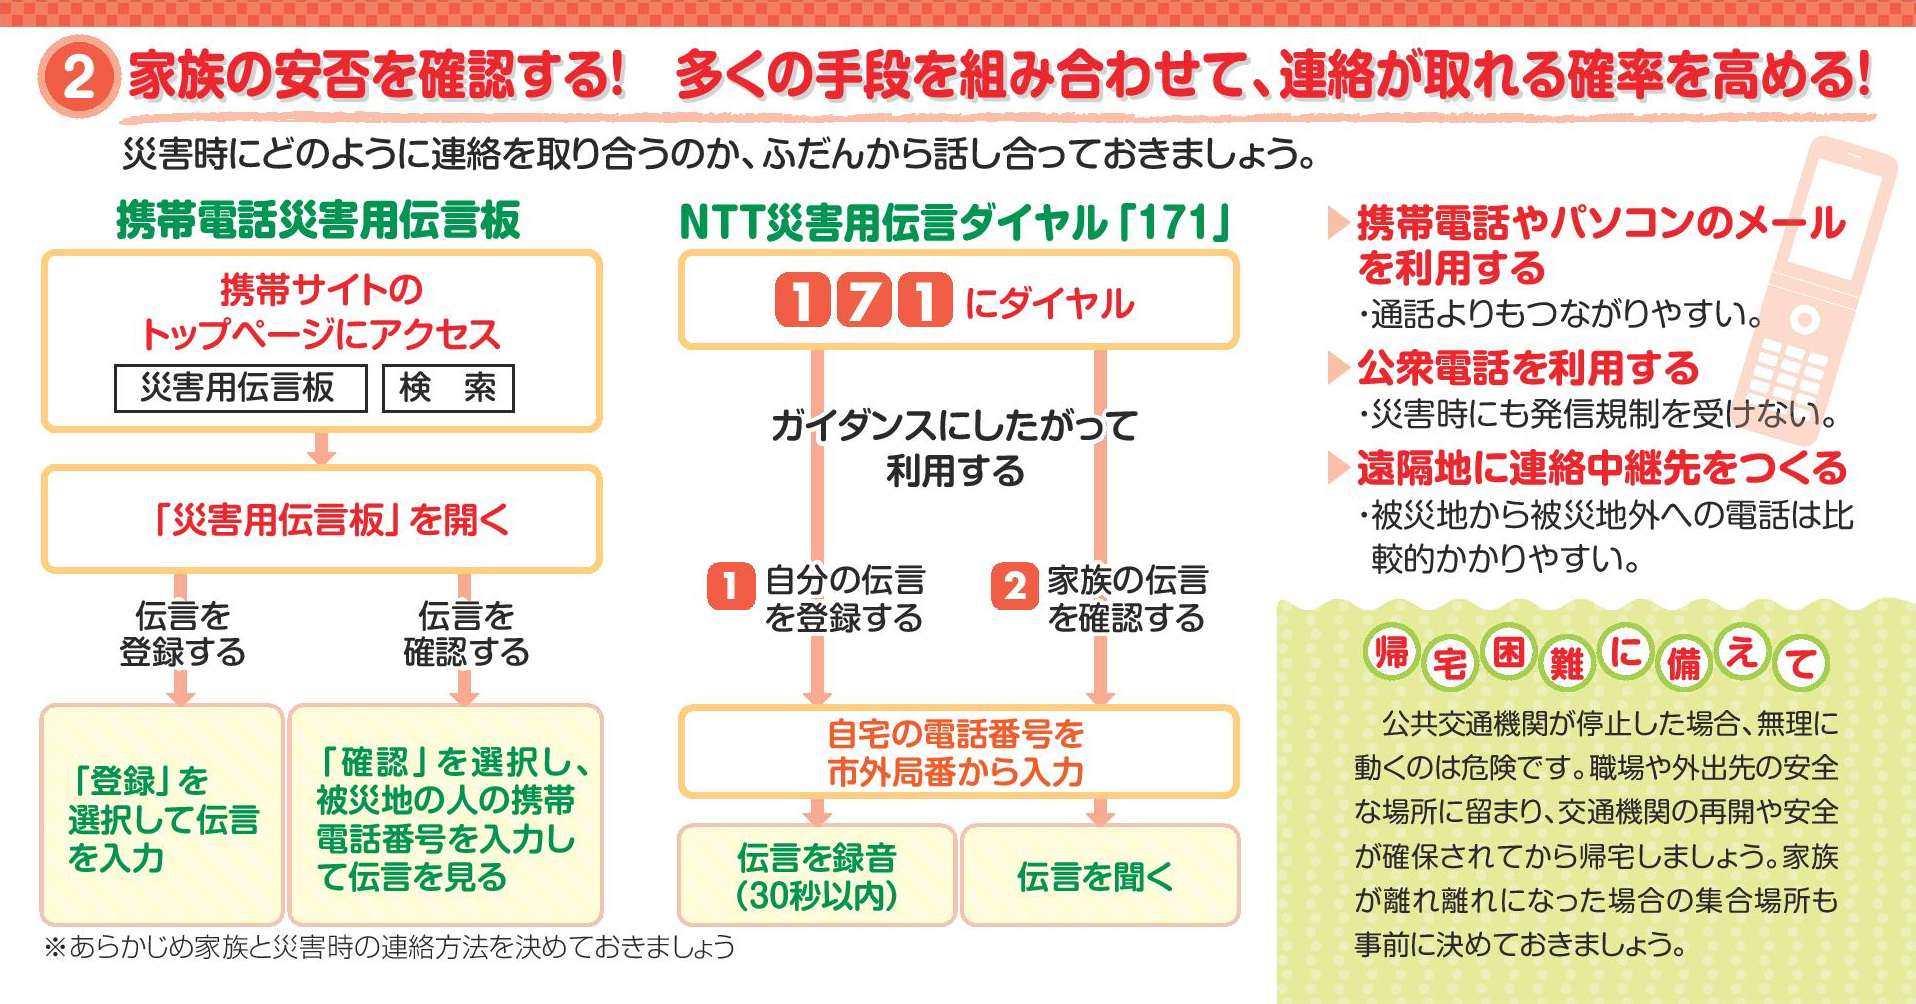 2 家族の安否を確認する!　多くの手段を組み合わせて、連絡が取れる確率を高める!
災害時にどのように連絡を取り合うのか、ふだんから話し合っておきましょう。
携帯電話災害用伝言板
携帯サイトの
トップページにアクセス
災害用伝言板　検　索
「災害用伝言板」を開く
伝言を
登録する
伝言を
確認する
「登録」を
選択して伝言
を入力
「確認」を選択し、
被災地の人の携帯
電話番号を入力し
て伝言を見る
※あらかじめ家族と災害時の連絡方法を決めておきましょう
NTT災害用伝言ダイヤル「171」
171にダイヤル
ガイダンスにしたがって
利用する
1 自分の伝言
を登録する
2 家族の伝言
を確認する
自宅の電話番号を
市外局番から入力
伝言を録音
(30秒以内)
伝言を聞く
携帯電話やパソコンのメール
を利用する
・通話よりもつながりやすい。
公衆電話を利用する
・災害時にも発信規制を受けない。
遠隔地に連絡中継先をつくる
・被災地から被災地外への電話は比
較的かかりやすい。
帰宅困難に備えて
公共交通機関が停止した場合、無理に
動くのは危険です。職場や外出先の安全
な場所に留まり、交通機関の再開や安全
が確保されてから帰宅しましょう。家族
が離れ離れになった場合の集合場所も
事前に決めておきましょう。